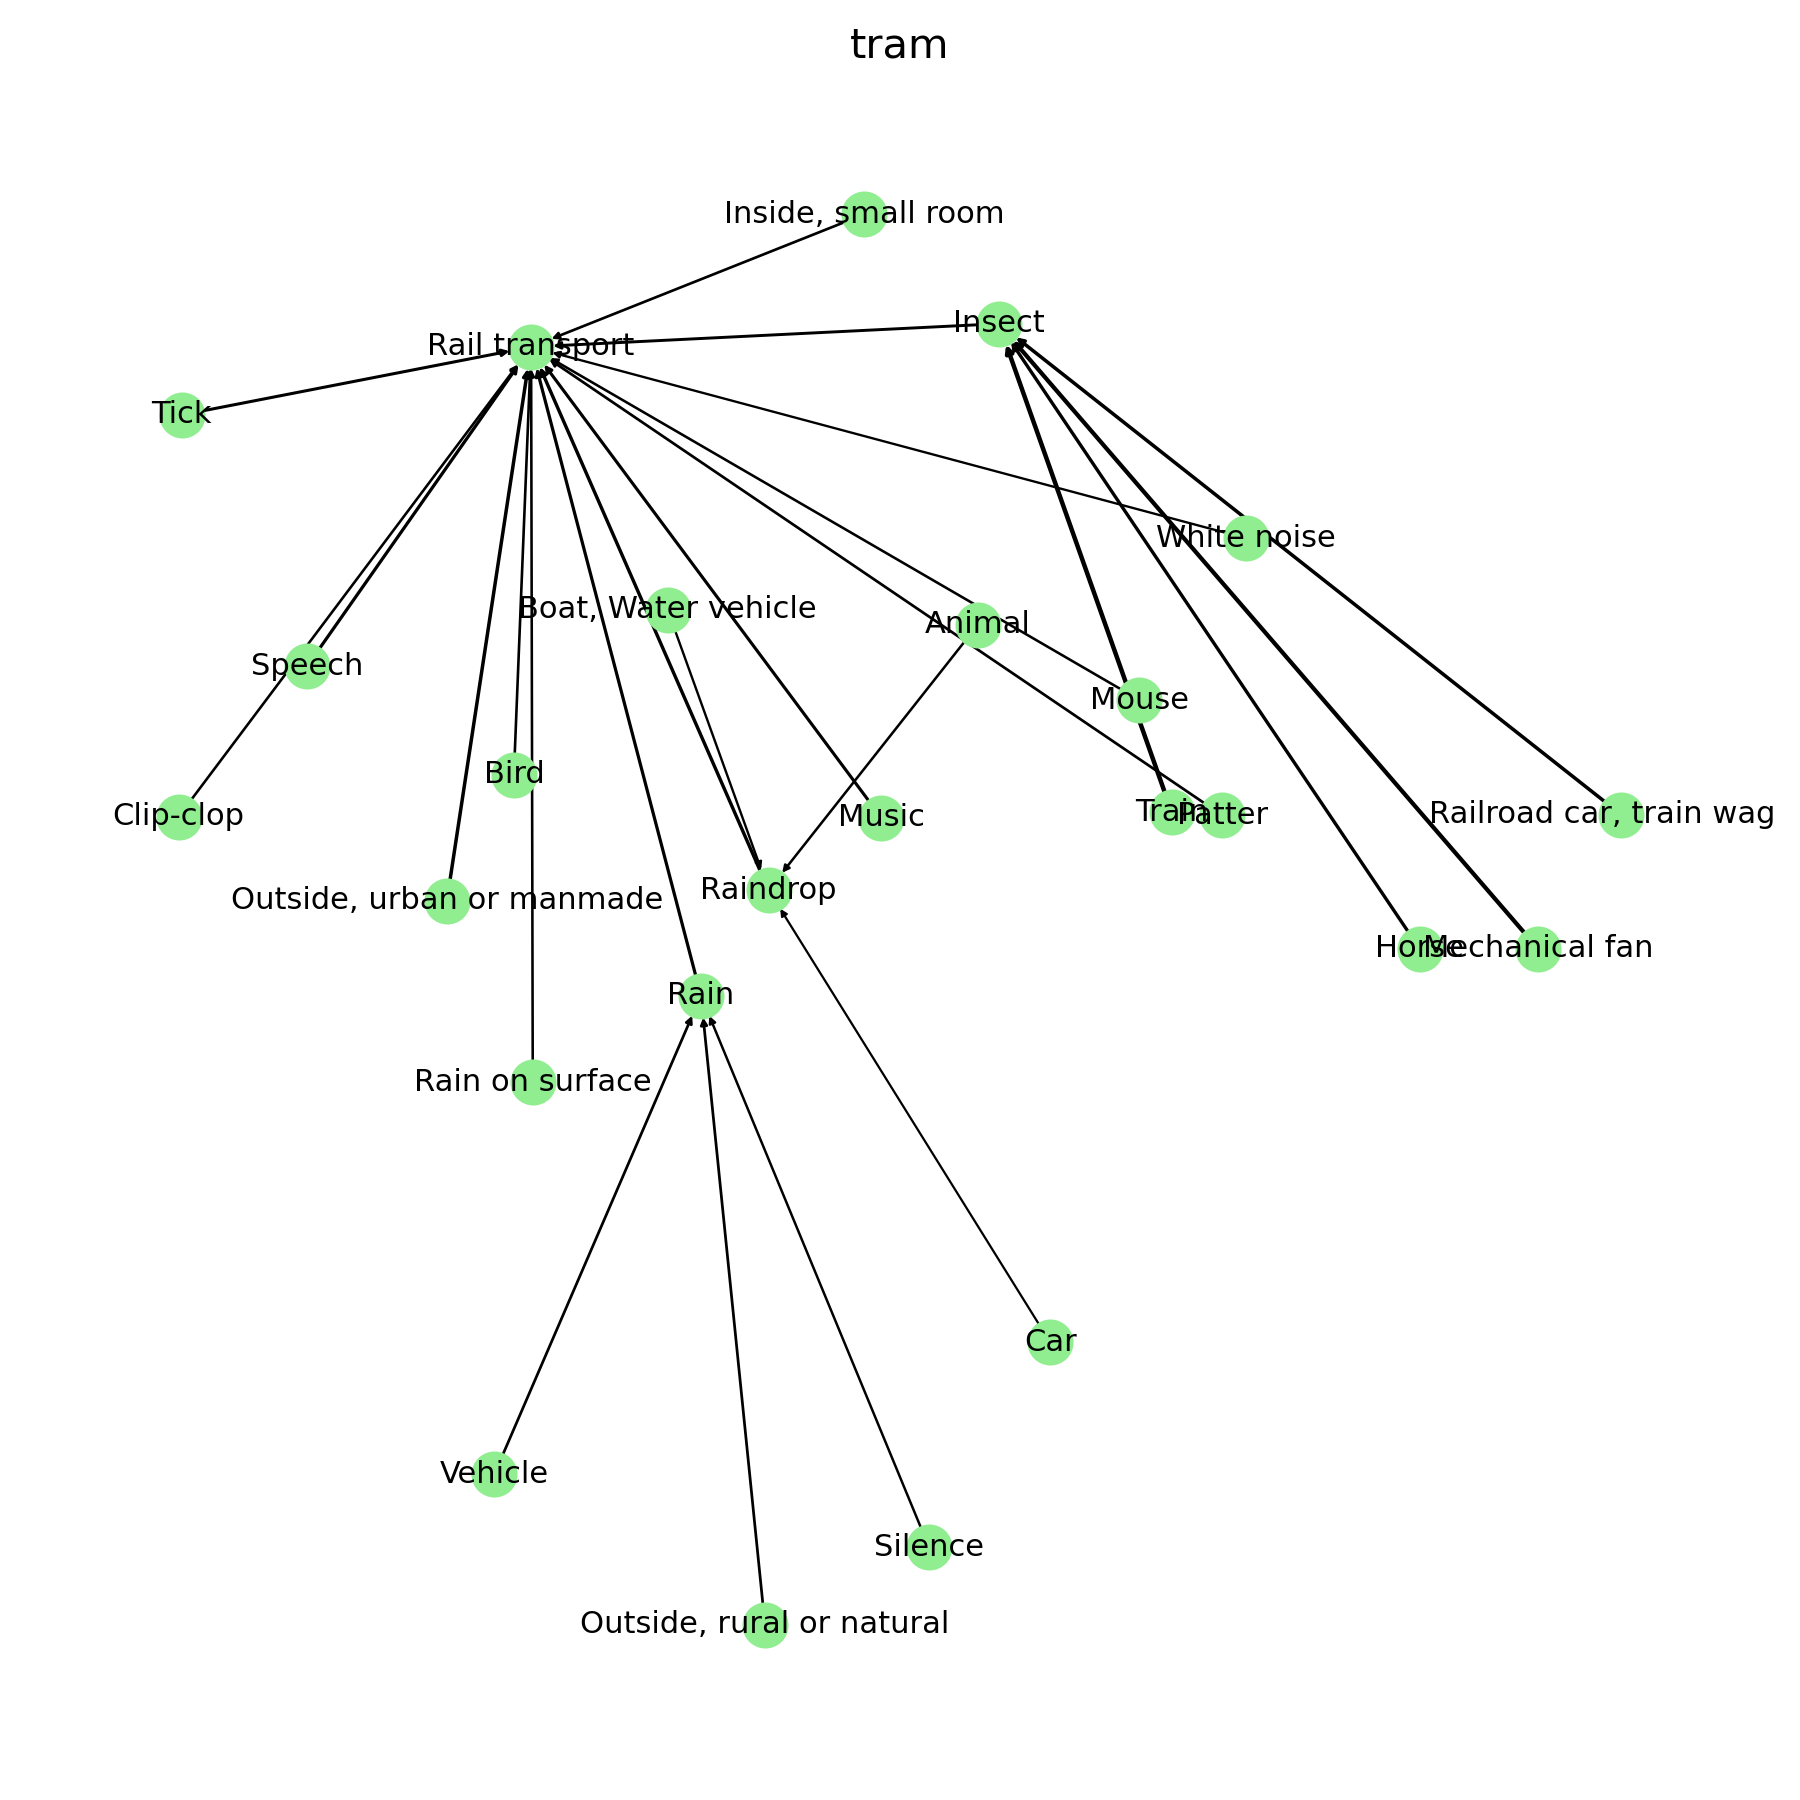 tram
Inside, small room
Insect
Rail transport
Tick
White noise
Boat, Water vehicle
Animal
Speech
Mouse
Bird
Clip-clop
Music
Train
Patter
Railroad car, train wag
Raindrop
Outside, urban or manmade
Horse
Mechanical fan
Rain
Rain on surface
Car
Vehicle
Silence
Outside, rural or natural